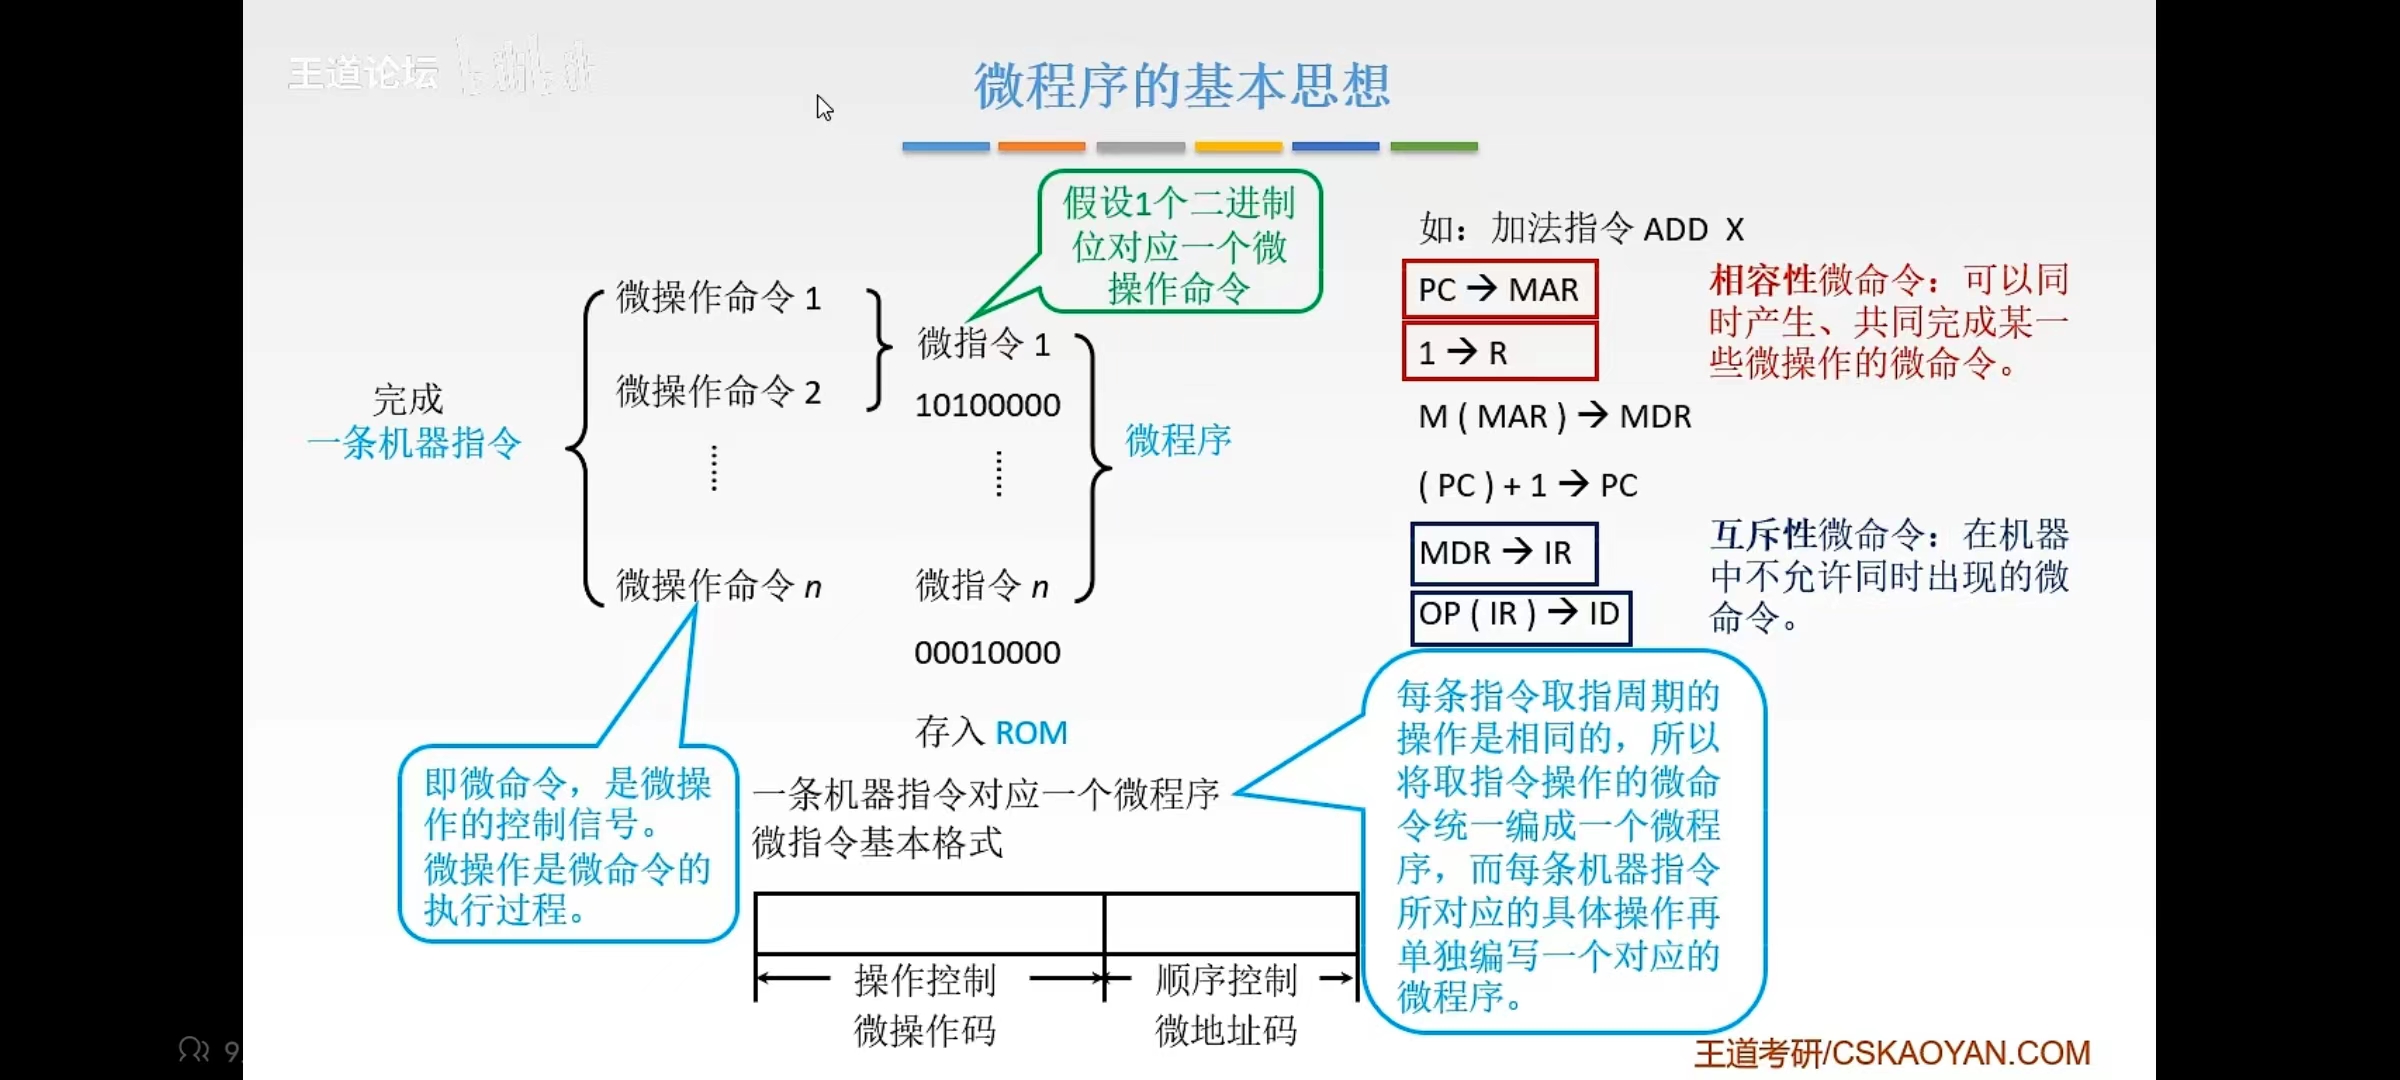 王道论坛
微程序的基本思想
假设1个二进制
位对应一个微
操作命令
完成
一条机器指令
微操作命令 1
微操作命令 2
微操作命令 n
微指令 1
10100000
微指令 n
00010000
存入 ROM
微程序
即微命令，是微操
作的控制信号。
微操作是微命令的
执行过程。
一条机器指令对应一个微程序
微指令基本格式
操作控制
微操作码
顺序控制
微地址码
如：加法指令 ADD X
PC → MAR
1 → R
M ( MAR ) → MDR
( PC ) + 1 → PC
MDR → IR
OP ( IR ) → ID
相容性微命令：可以同
时产生、共同完成某一
些微操作的微命令。
互斥性微命令：在机器
中不允许同时出现的微
命令。
每条指令取指周期的
操作是相同的，所以
将取指令操作的微命
令统一编成一个微程
序，而每条机器指令
所对应的具体操作再
单独编写一个对应的
微程序。
王道考研/CSKAOYAN.COM